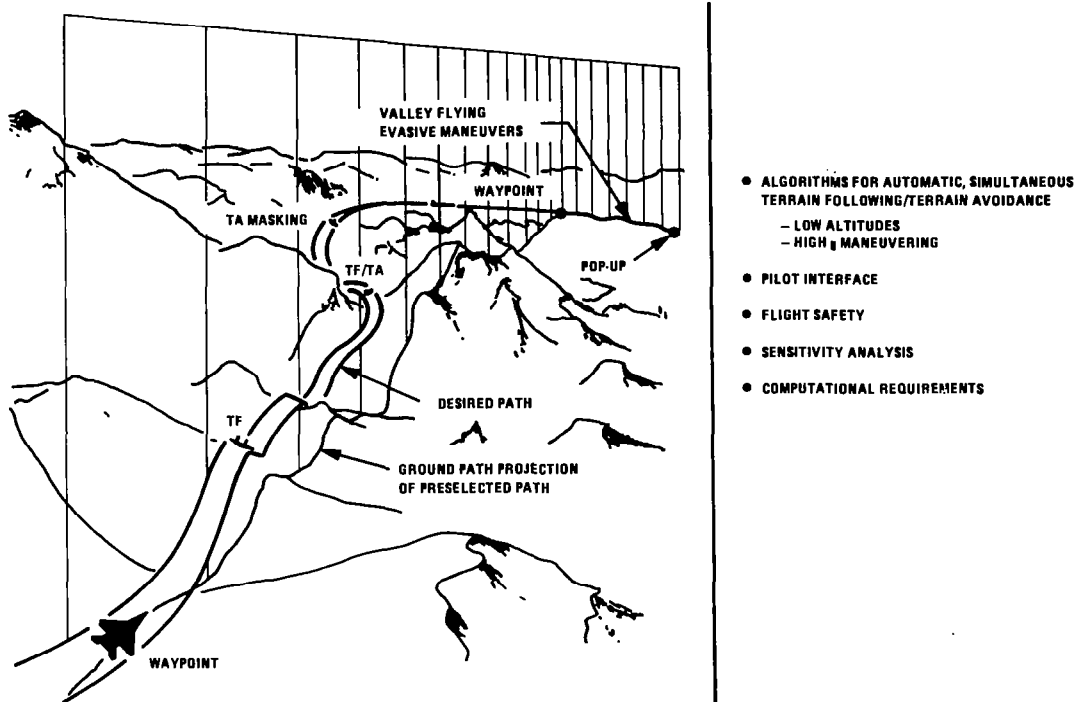 VALLEY FLYING
EVASIVE MANEUVERS
WAYPOINT
TA MASKING
TF/TA
POP-UP
DESIRED PATH
TF
GROUND PATH PROJECTION
OF PRESELECTED PATH
WAYPOINT
● ALGORITHMS FOR AUTOMATIC, SIMULTANEOUS
TERRAIN FOLLOWING/TERRAIN AVOIDANCE
– LOW ALTITUDES
– HIGH g MANEUVERING
● PILOT INTERFACE
● FLIGHT SAFETY
● SENSITIVITY ANALYSIS
● COMPUTATIONAL REQUIREMENTS